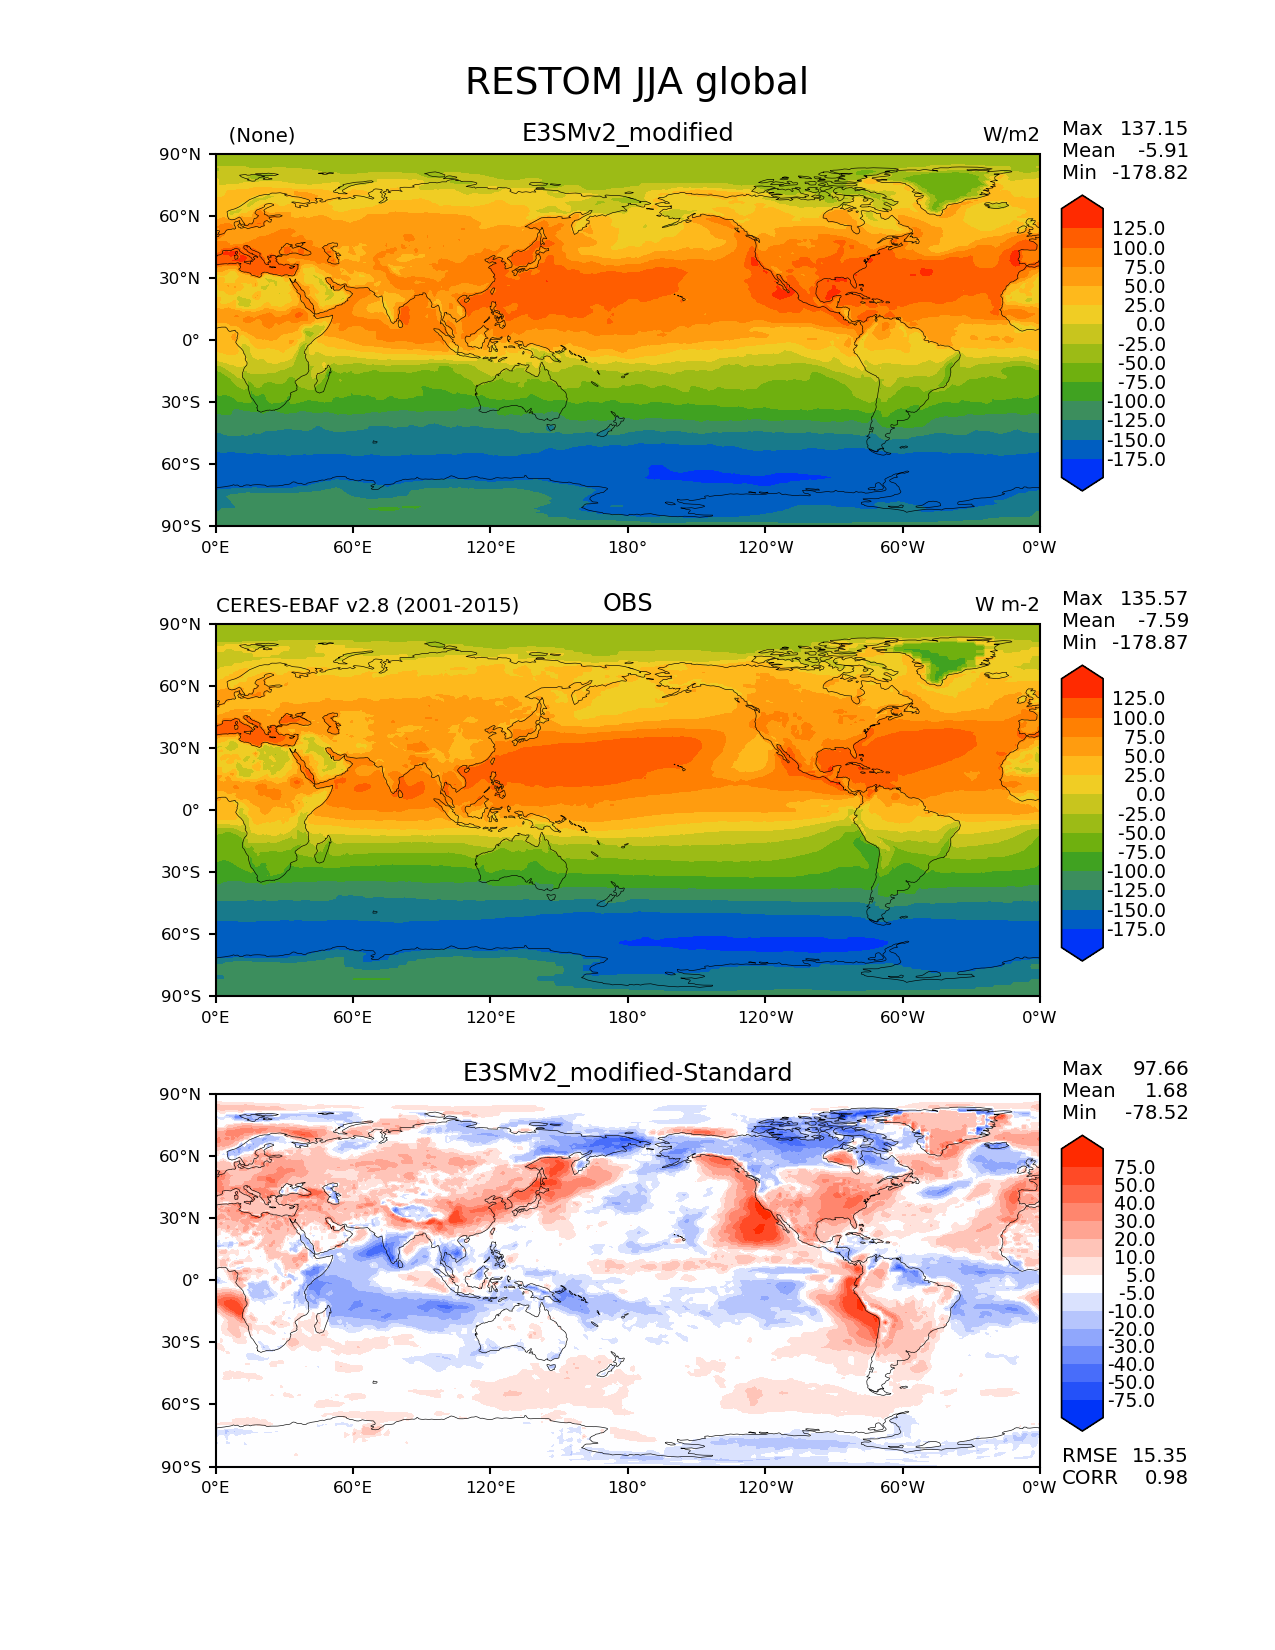 RESTOM JJA global
(None) E3SMv2_modified W/m2
Max 137.15
Mean -5.91
Min -178.82
90°N
60°N
30°N
0°
30°S
60°S
90°S
0°E 60°E 120°E 180° 120°W 60°W 0°W
125.0
100.0
75.0
50.0
25.0
0.0
-25.0
-50.0
-75.0
-100.0
-125.0
-150.0
-175.0
CERES-EBAF v2.8 (2001-2015) OBS W m-2
Max 135.57
Mean -7.59
Min -178.87
90°N
60°N
30°N
0°
30°S
60°S
90°S
0°E 60°E 120°E 180° 120°W 60°W 0°W
125.0
100.0
75.0
50.0
25.0
0.0
-25.0
-50.0
-75.0
-100.0
-125.0
-150.0
-175.0
E3SMv2_modified-Standard
Max 97.66
Mean 1.68
Min -78.52
90°N
60°N
30°N
0°
30°S
60°S
90°S
0°E 60°E 120°E 180° 120°W 60°W 0°W
75.0
50.0
40.0
30.0
20.0
10.0
5.0
-5.0
-10.0
-20.0
-30.0
-40.0
-50.0
-75.0
RMSE 15.35
CORR 0.98